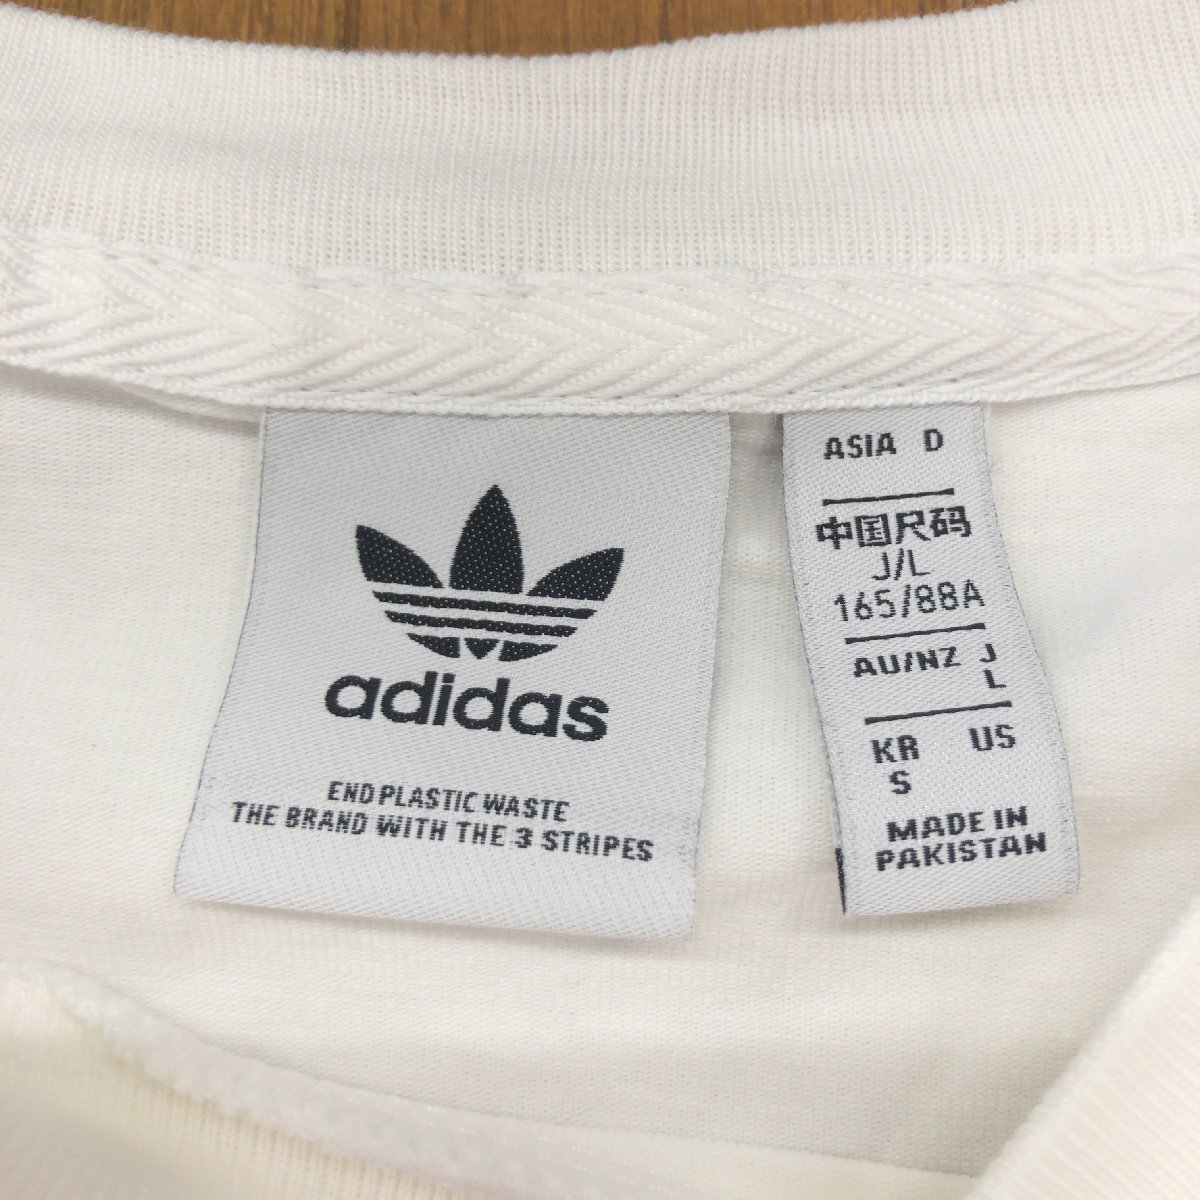 adidas
END PLASTIC WASTE
THE BRAND WITH THE 3 STRIPES
ASIA D
中国尺码
J/L
165/88A
AU/NZ J
L
KR US
S
MADE IN
PAKISTAN